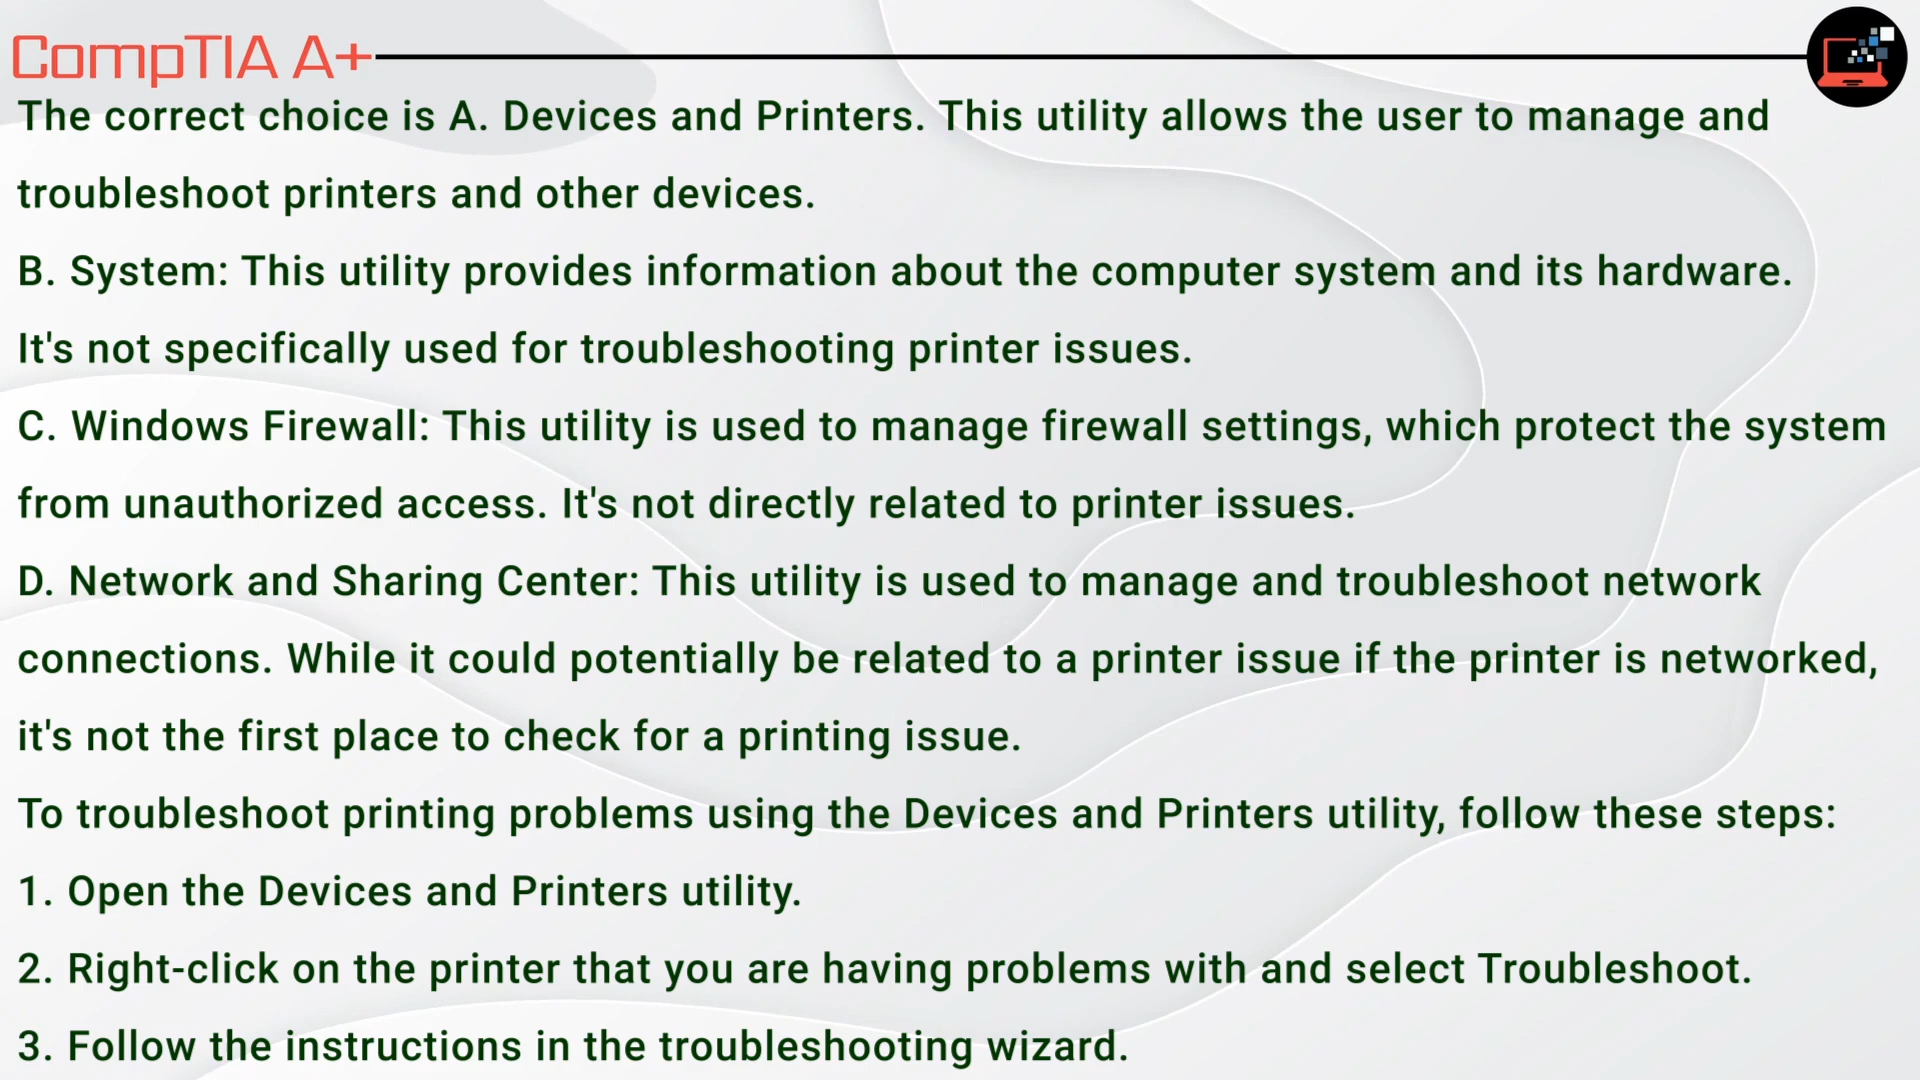 CompTIA A+
The correct choice is A. Devices and Printers. This utility allows the user to manage and
troubleshoot printers and other devices.
B. System: This utility provides information about the computer system and its hardware.
It's not specifically used for troubleshooting printer issues.
C. Windows Firewall: This utility is used to manage firewall settings, which protect the system
from unauthorized access. It's not directly related to printer issues.
D. Network and Sharing Center: This utility is used to manage and troubleshoot network
connections. While it could potentially be related to a printer issue if the printer is networked,
it's not the first place to check for a printing issue.
To troubleshoot printing problems using the Devices and Printers utility, follow these steps:
1. Open the Devices and Printers utility.
2. Right-click on the printer that you are having problems with and select Troubleshoot.
3. Follow the instructions in the troubleshooting wizard.